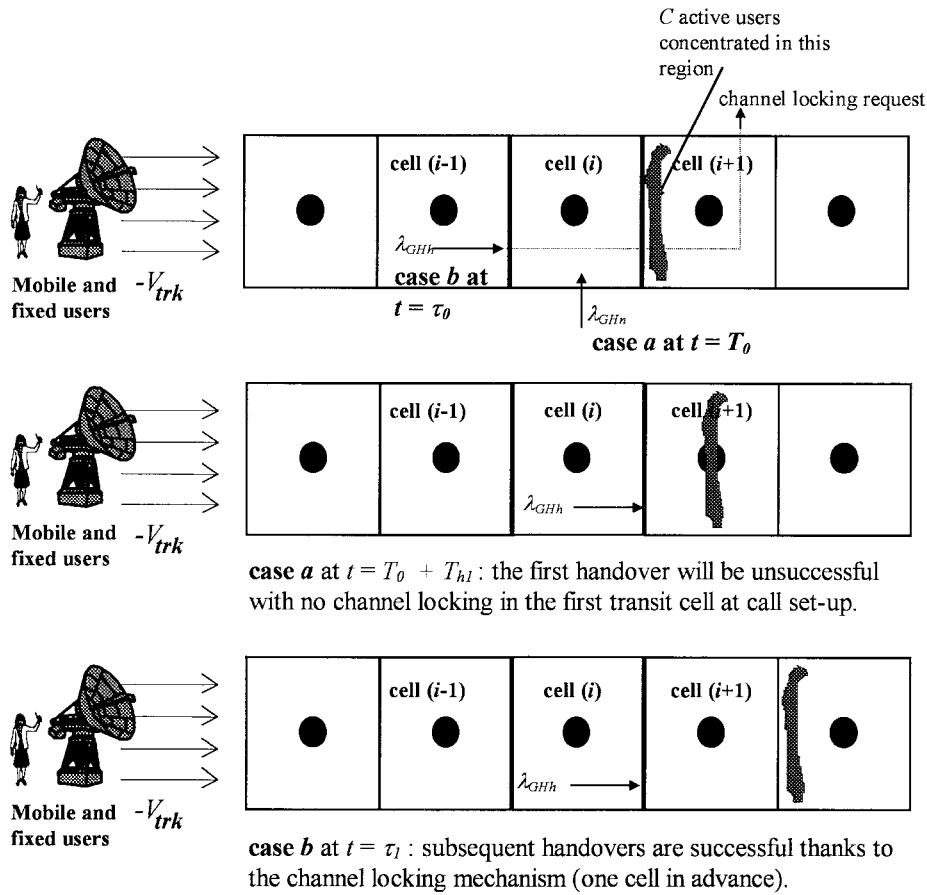 C active users
concentrated in this
region
channel locking request
cell (i-1)
cell (i)
cell (i+1)
λGHh
case b at
t = τ0
λGHn
case a at t = T0
Mobile and
fixed users
-Vtrk
cell (i-1)
cell (i)
cell (i+1)
λGHh
Mobile and
fixed users
-Vtrk
case a at t = T0 + Th1 : the first handover will be unsuccessful
with no channel locking in the first transit cell at call set-up.
cell (i-1)
cell (i)
cell (i+1)
λGHh
Mobile and
fixed users
-Vtrk
case b at t = τ1 : subsequent handovers are successful thanks to
the channel locking mechanism (one cell in advance).